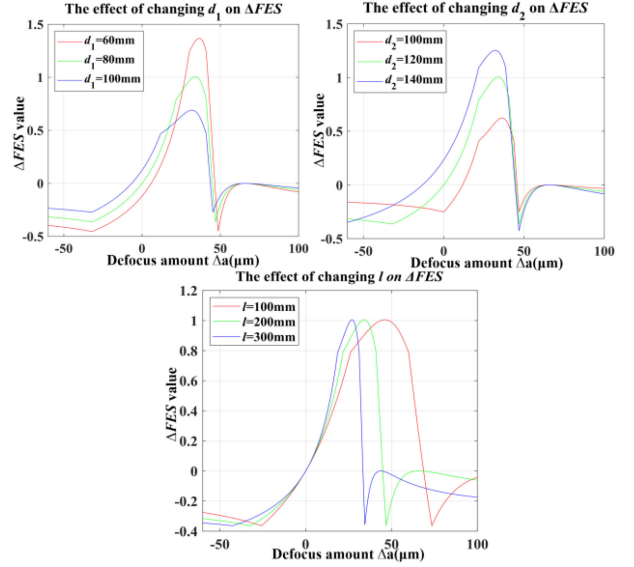 The effect of changing d1 on ΔFES
d1=60mm
d1=80mm
d1=100mm
ΔFES value
1.5
1
0.5
0
-0.5
-50
0
50
100
Defocus amount Δa(μm)
The effect of changing d2 on ΔFES
d2=100mm
d2=120mm
d2=140mm
ΔFES value
1.5
1
0.5
0
-0.5
-50
0
50
100
Defocus amount Δa(μm)
The effect of changing l on ΔFES
l=100mm
l=200mm
l=300mm
ΔFES value
1.2
1
0.8
0.6
0.4
0.2
0
-0.2
-0.4
-50
0
50
100
Defocus amount Δa(μm)